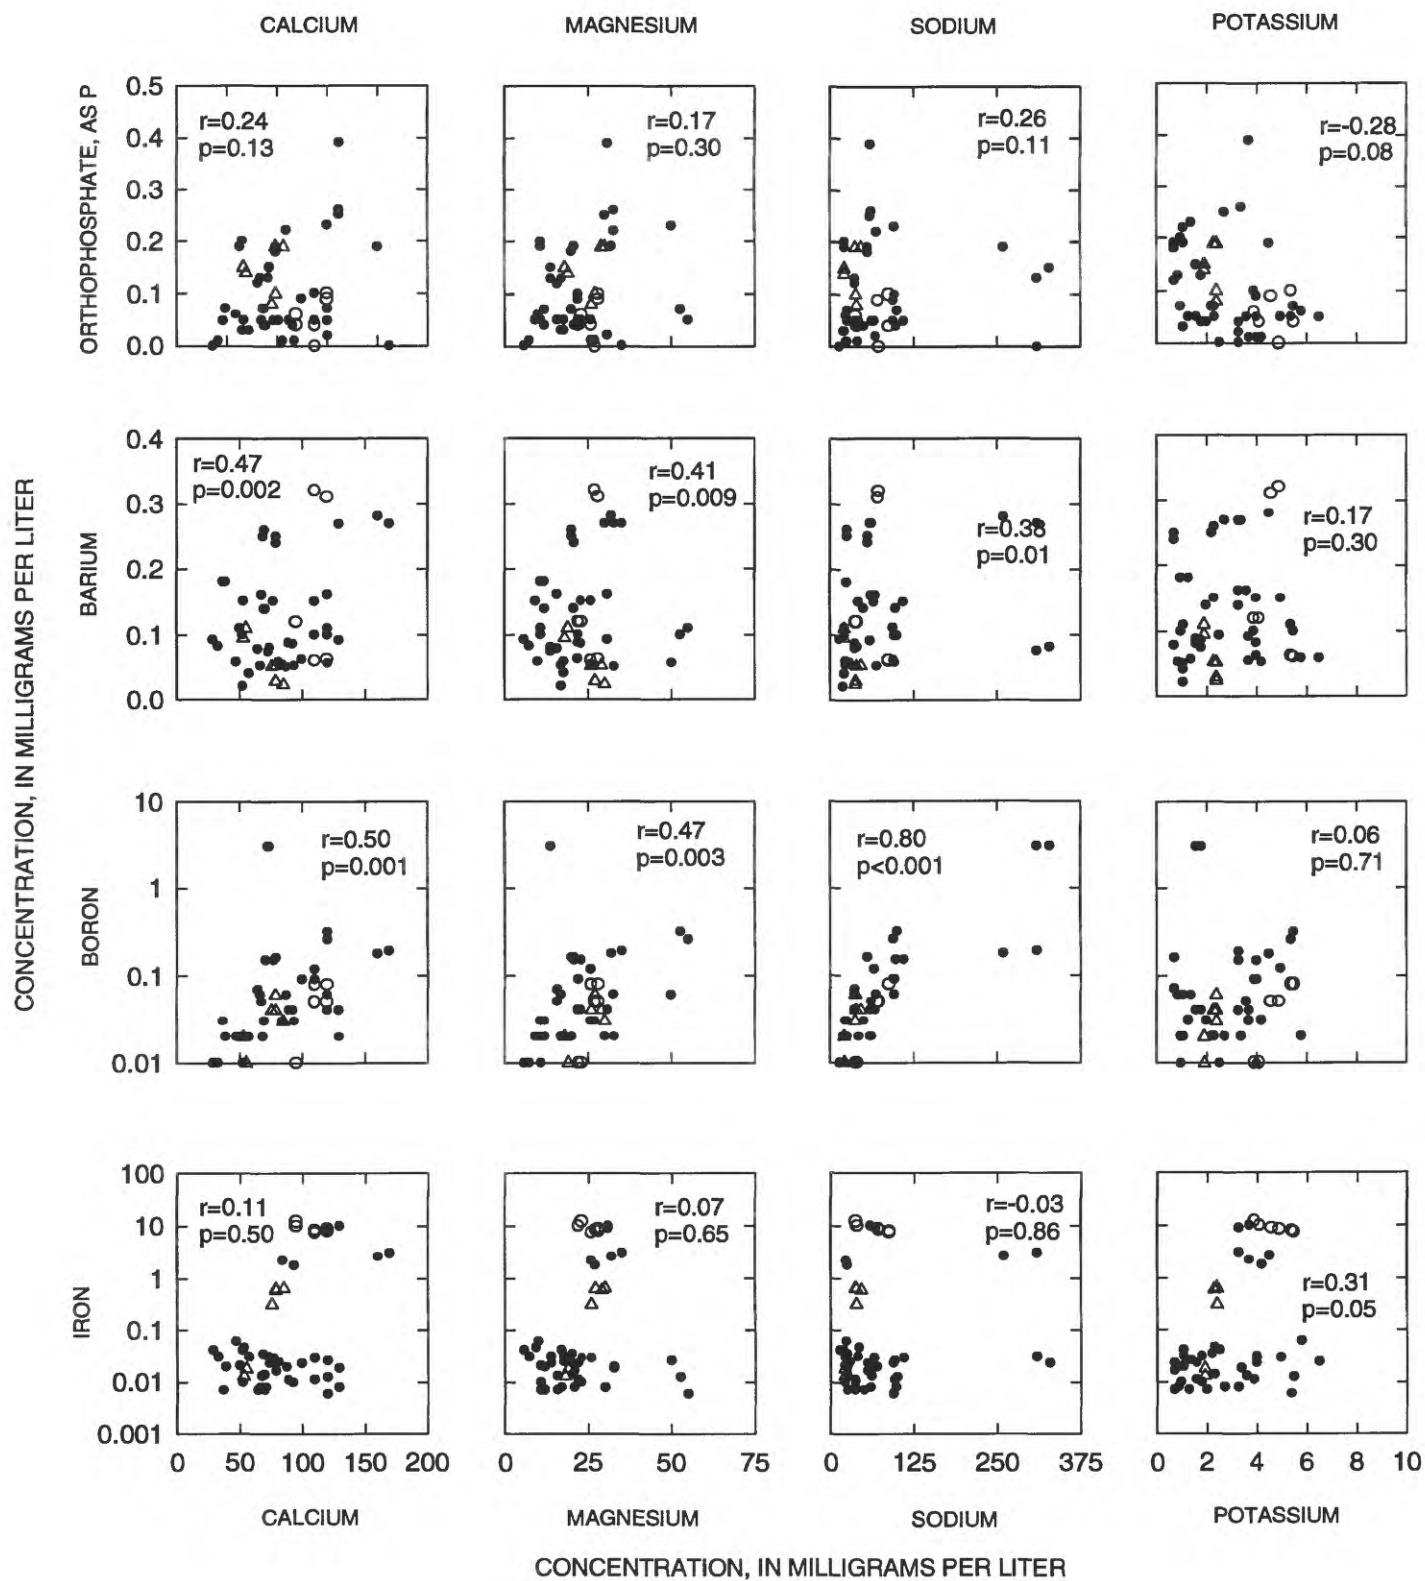 CALCIUM
MAGNESIUM
SODIUM
POTASSIUM
CONCENTRATION, IN MILLIGRAMS PER LITER
ORTHOPHOSPHATE, AS P
0.5
0.4
0.3
0.2
0.1
0.0
r=0.24
p=0.13
r=0.17
p=0.30
r=0.26
p=0.11
r=-0.28
p=0.08
BARIUM
0.4
0.3
0.2
0.1
0.0
r=0.47
p=0.002
r=0.41
p=0.009
r=0.38
p=0.01
r=0.17
p=0.30
BORON
10
1
0.1
0.01
r=0.50
p=0.001
r=0.47
p=0.003
r=0.80
p<0.001
r=0.06
p=0.71
IRON
100
10
1
0.1
0.01
0.001
r=0.11
p=0.50
r=0.07
p=0.65
r=-0.03
p=0.86
r=0.31
p=0.05
0 50 100 150 200
0 25 50 75
0 125 250 375
0 2 4 6 8 10
CALCIUM
MAGNESIUM
SODIUM
POTASSIUM
CONCENTRATION, IN MILLIGRAMS PER LITER